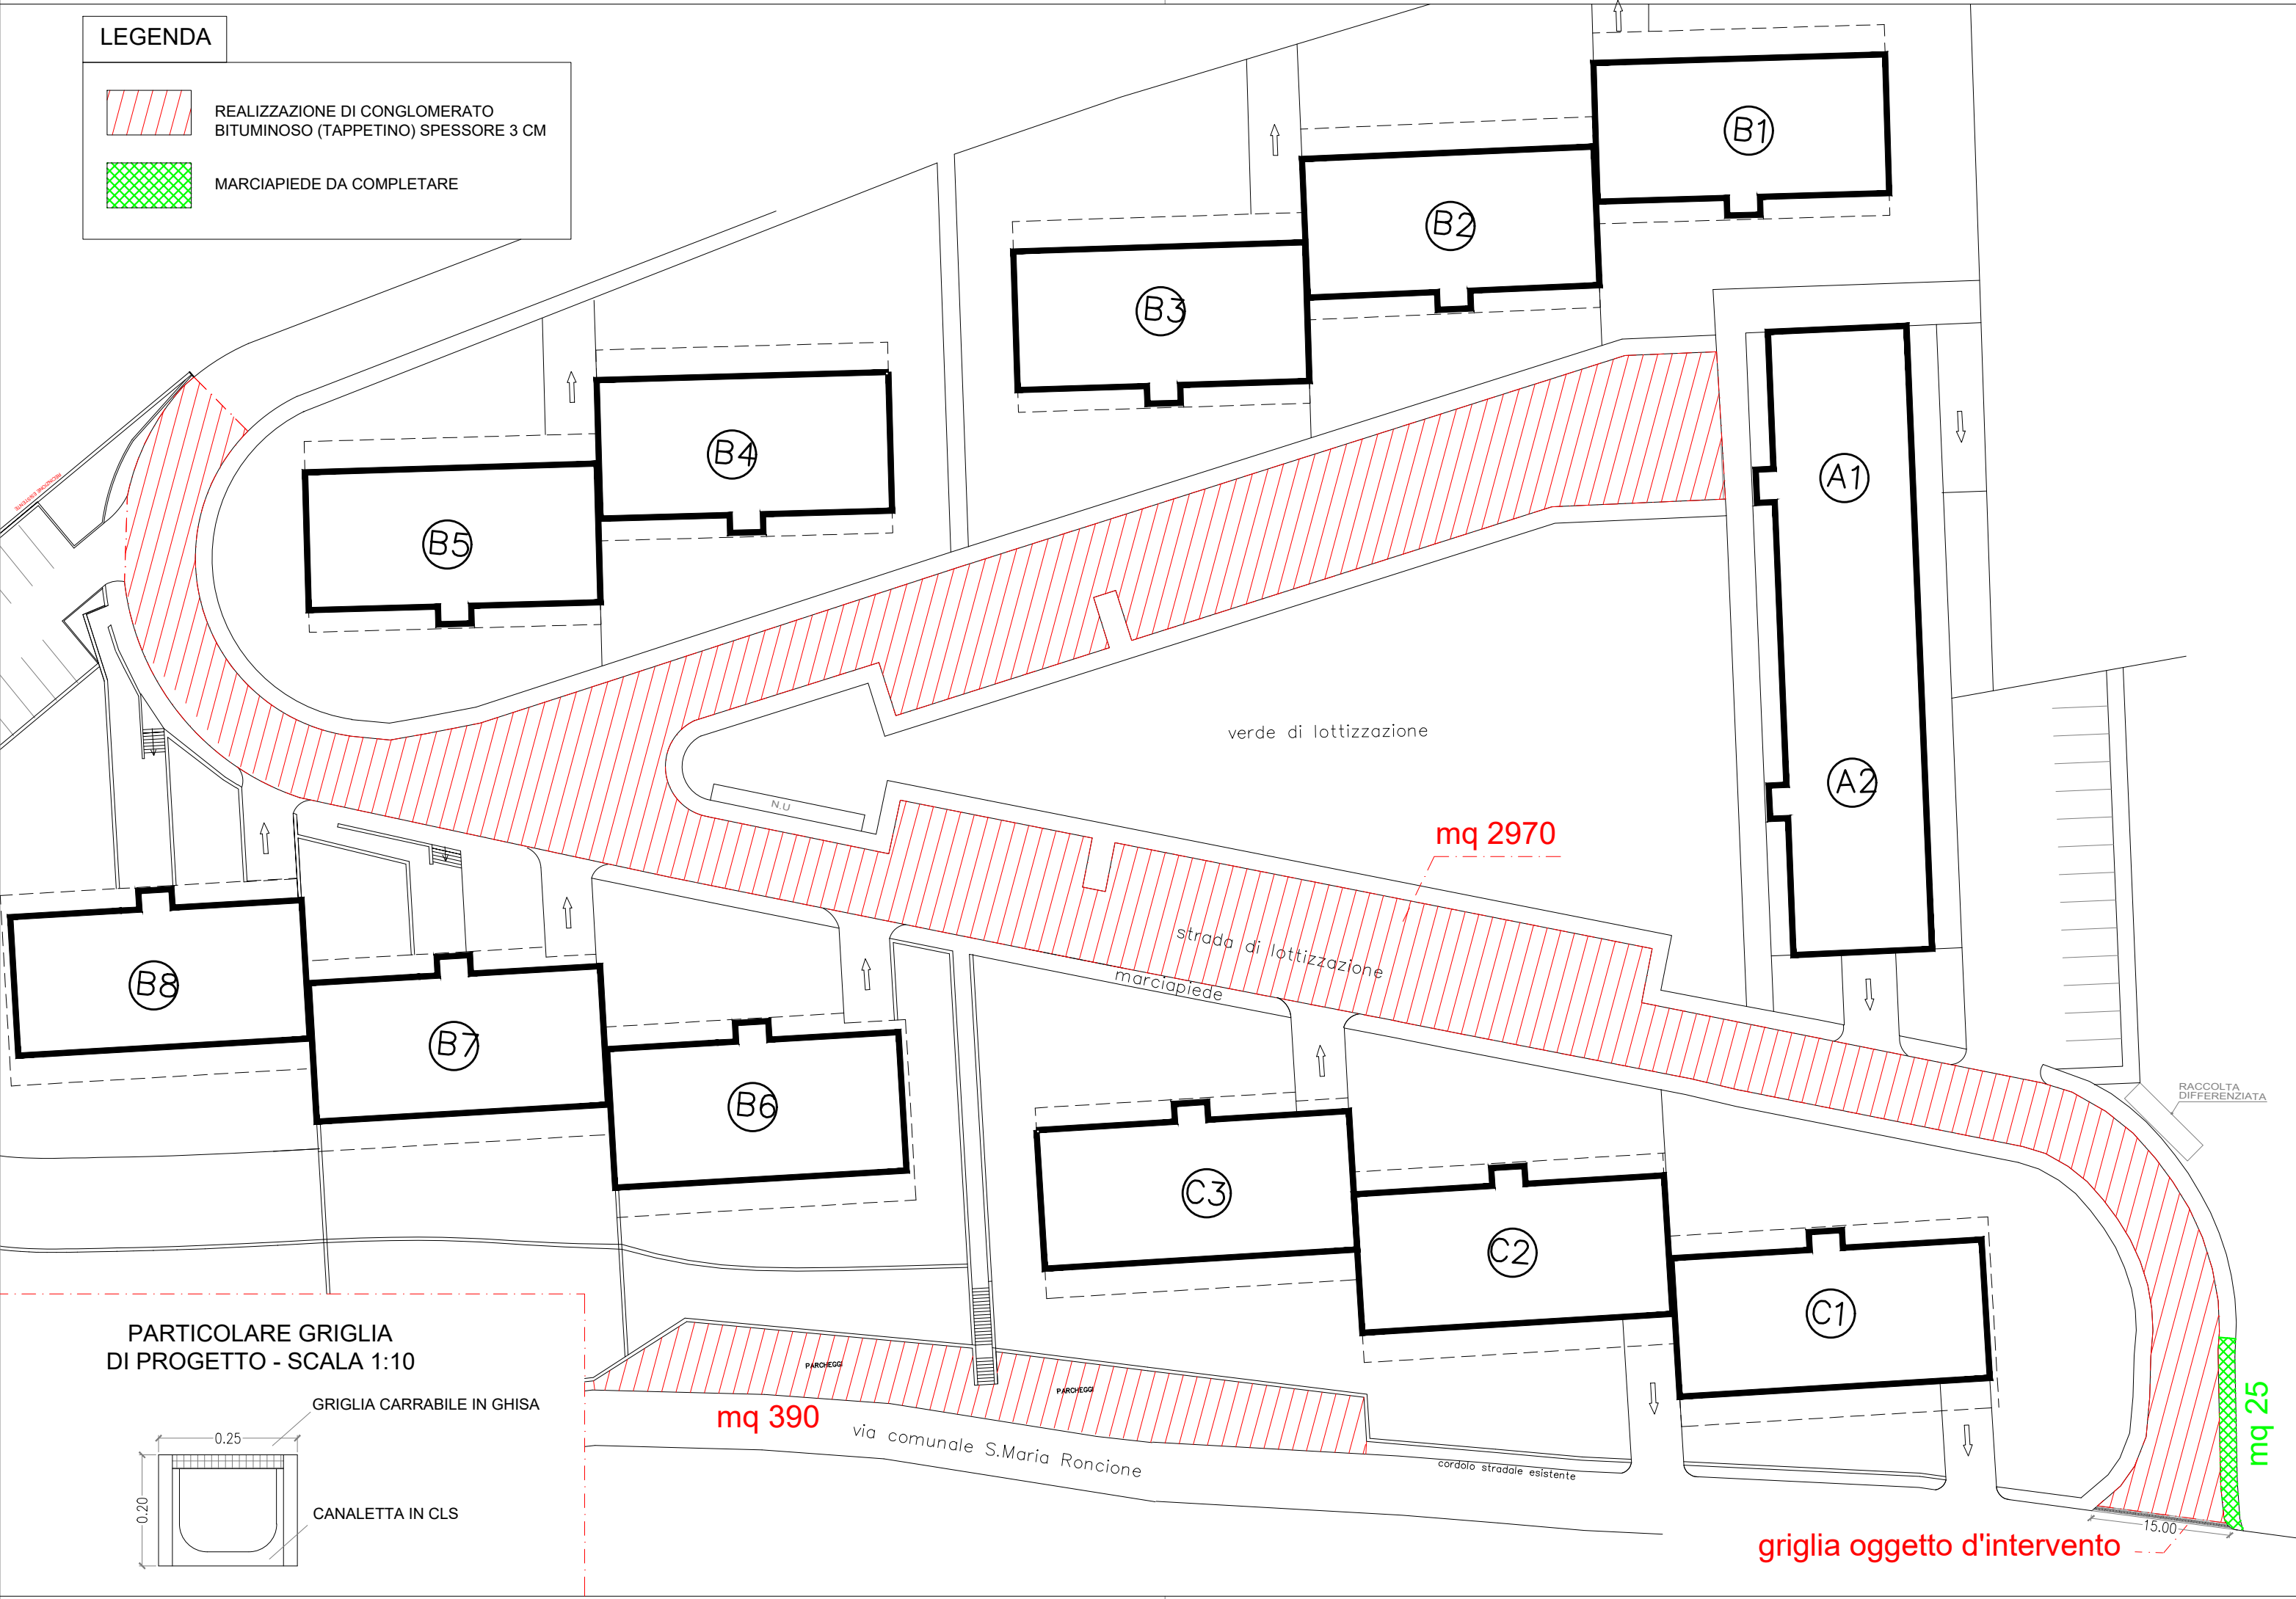 LEGENDA
REALIZZAZIONE DI CONGLOMERATO
BITUMINOSO (TAPPETINO) SPESSORE 3 CM
MARCIAPIEDE DA COMPLETARE
B1
B2
B3
B4
B5
A1
A2
RECINZIONE ESISTENTE
verde di lottizzazione
N.U
mq 2970
strada di lottizzazione
marciapiede
B8
B7
B6
C3
C2
C1
RACCOLTA
DIFFERENZIATA
PARCHEGGI
PARCHEGGI
mq 390
via comunale S.Maria Roncione
cordolo stradale esistente
mq 25
15.00
griglia oggetto d'intervento
PARTICOLARE GRIGLIA
DI PROGETTO - SCALA 1:10
GRIGLIA CARRABILE IN GHISA
0.25
0.20
CANALETTA IN CLS